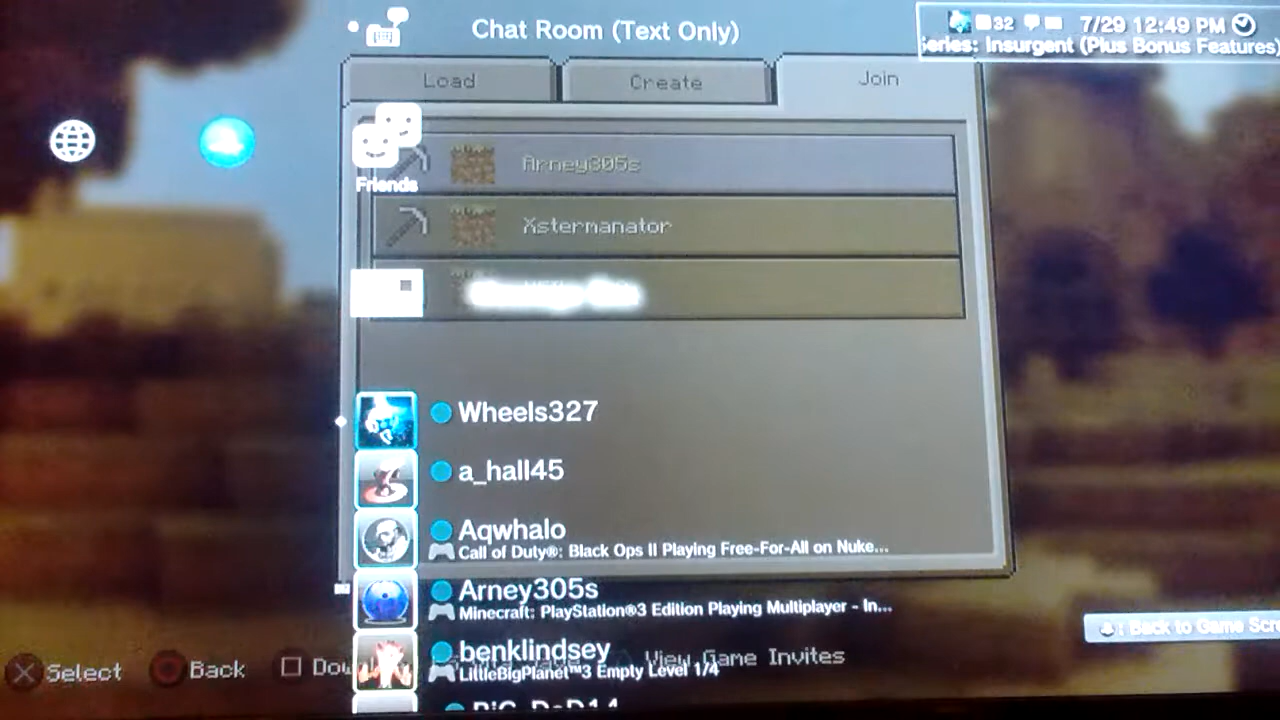 Chat Room (Text Only)
32
7/29 12:49 PM
eries: Insurgent (Plus Bonus Features)
Load
Create
Join
Arney305s
Friends
Xstermanator
Wheels327
a_hall45
Aqwhalo
Call of Duty®: Black Ops II Playing Free-For-All on Nuke...
Arney305s
Minecraft: PlayStation®3 Edition Playing Multiplayer - In...
Back to Game Scre
benklindsey
LittleBigPlanet™3 Empty Level 1/4
Select
Back
View Game Invites